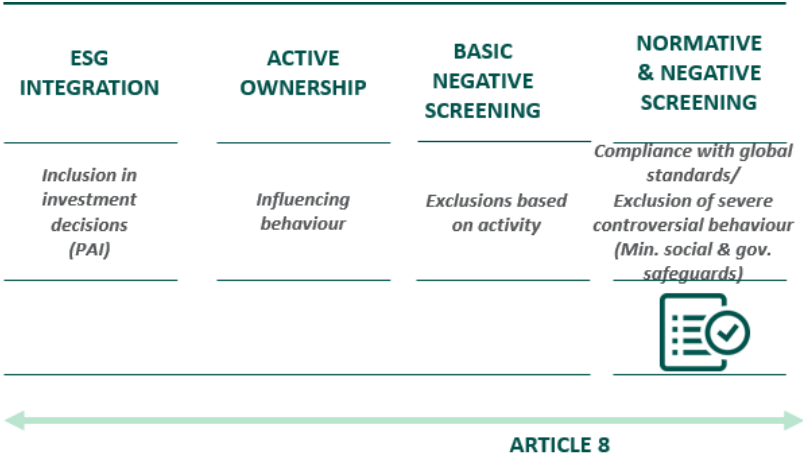 ESG
INTEGRATION
ACTIVE
OWNERSHIP
BASIC
NEGATIVE
SCREENING
NORMATIVE
& NEGATIVE
SCREENING
Inclusion in
investment
decisions
(PAI)
Influencing
behaviour
Exclusions based
on activity
Compliance with global
standards/
Exclusion of severe
controversial behaviour
(Min. social & gov.
safeguards)
ARTICLE 8